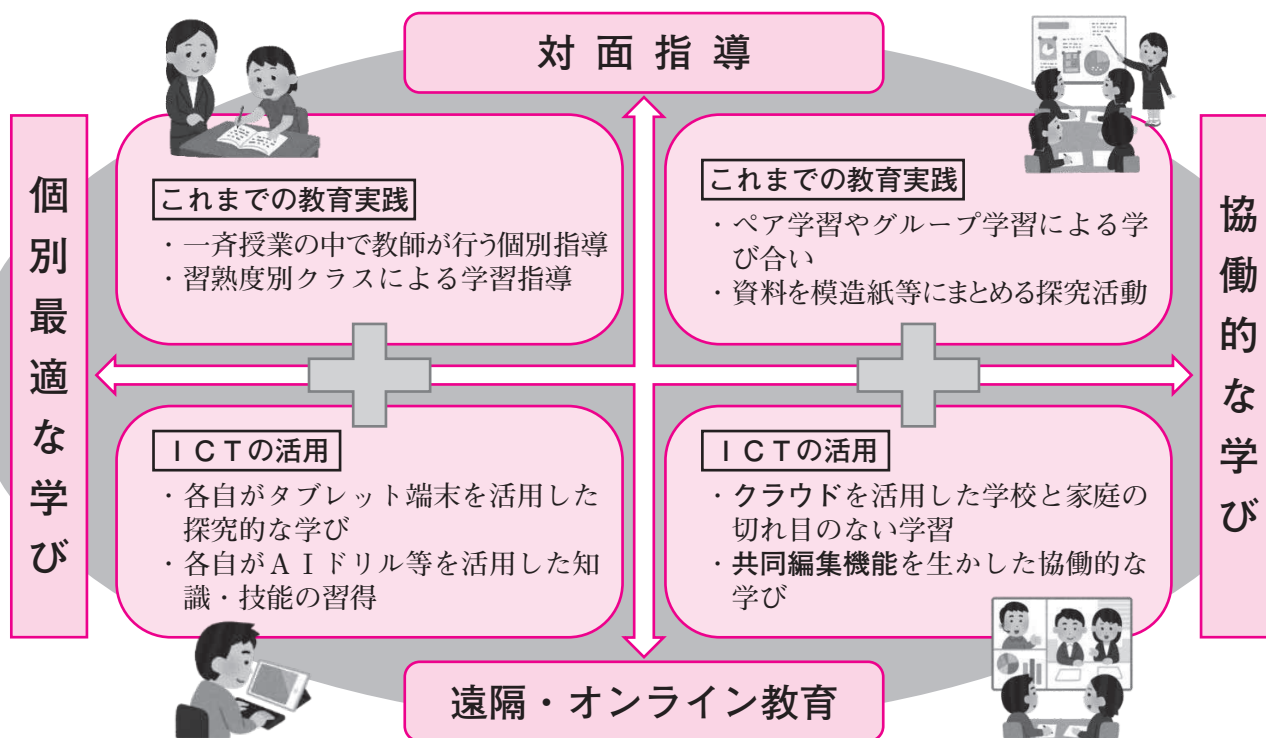 対面指導
個別最適な学び
これまでの教育実践
・一斉授業の中で教師が行う個別指導
・習熟度別クラスによる学習指導
これまでの教育実践
・ペア学習やグループ学習による学
び合い
・資料を模造紙等にまとめる探究活動
協働的な学び
ICTの活用
・各自がタブレット端末を活用した
探究的な学び
・各自がAIドリル等を活用した知
識・技能の習得
ICTの活用
・クラウドを活用した学校と家庭の
切れ目のない学習
・共同編集機能を生かした協働的な
学び
遠隔・オンライン教育